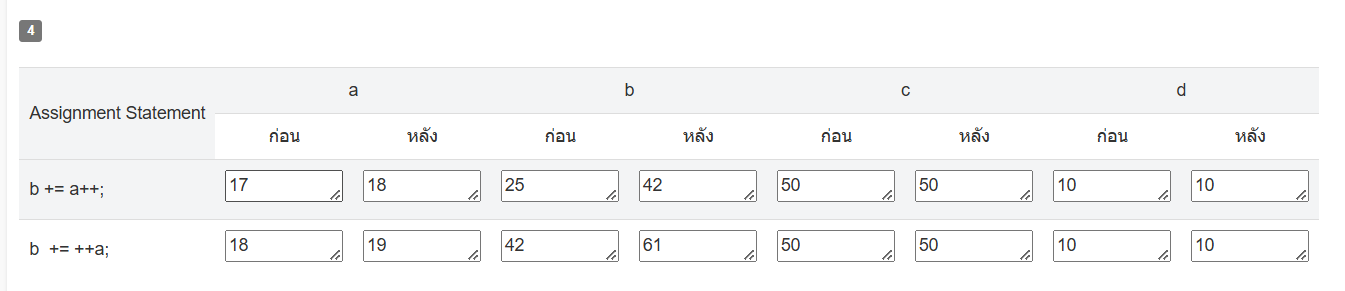 4
a b c d
Assignment Statement
ก่อน หลัง ก่อน หลัง ก่อน หลัง ก่อน หลัง
b += a++; 17 18 25 42 50 50 10 10
b += ++a; 18 19 42 61 50 50 10 10